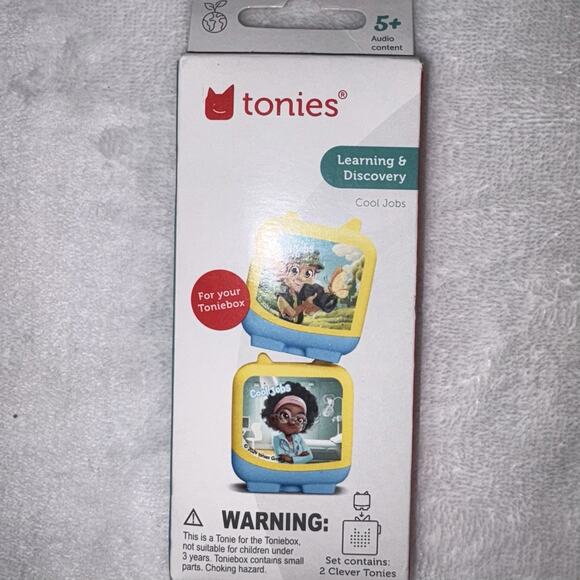 5+
Audio
content
tonies®
Learning &
Discovery
Cool Jobs
For your
Toniebox
Cool Jobs
WARNING:
This is a Tonie for the Toniebox,
not suitable for children under
3 years. Toniebox contains small
parts. Choking hazard.
Set contains:
2 Clever Tonies